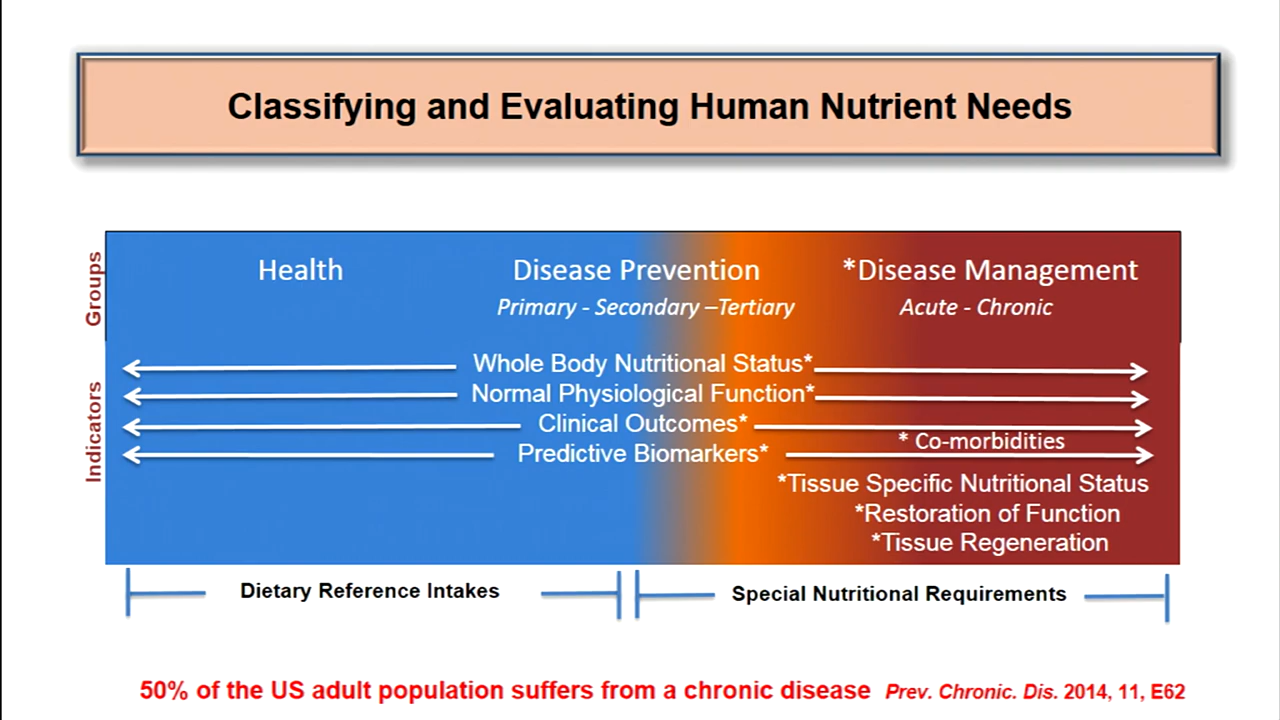 Classifying and Evaluating Human Nutrient Needs
Groups
Health
Disease Prevention
*Disease Management
Primary - Secondary –Tertiary
Acute - Chronic
Indicators
Whole Body Nutritional Status*
Normal Physiological Function*
Clinical Outcomes*
* Co-morbidities
Predictive Biomarkers*
*Tissue Specific Nutritional Status
*Restoration of Function
*Tissue Regeneration
Dietary Reference Intakes
Special Nutritional Requirements
50% of the US adult population suffers from a chronic disease Prev. Chronic. Dis. 2014, 11, E62